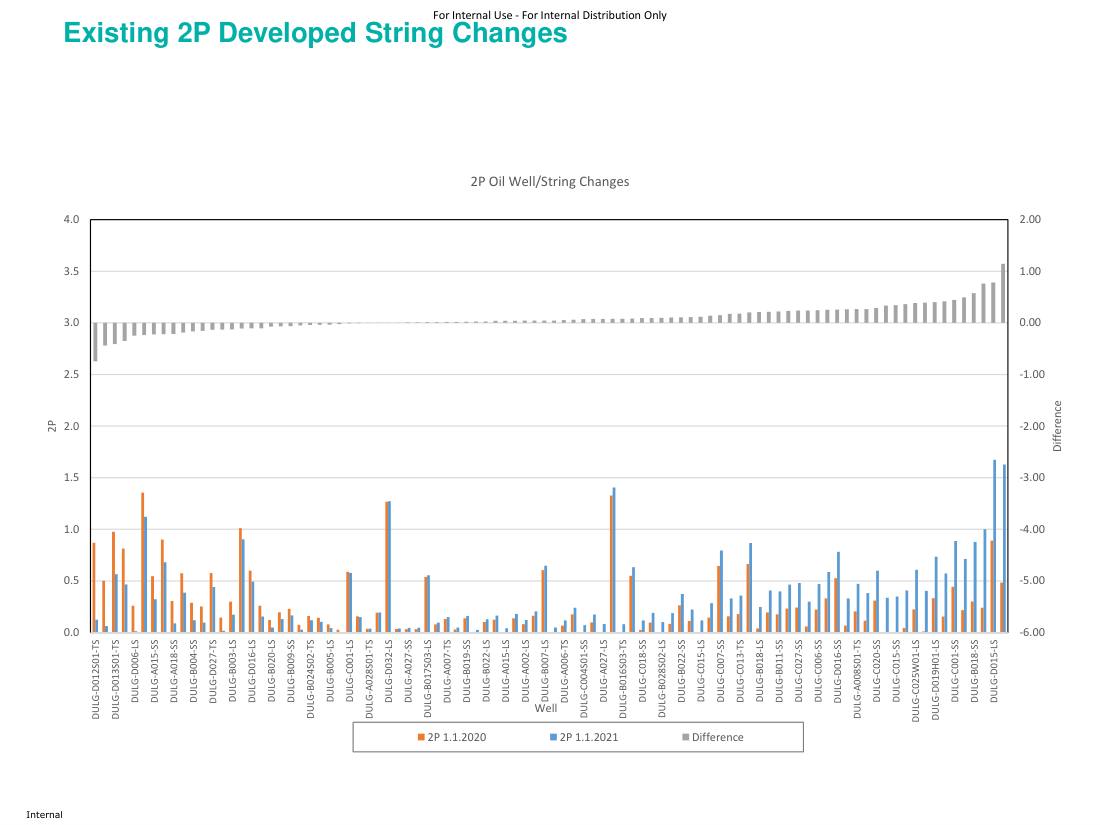 For Internal Use - For Internal Distribution Only
Existing 2P Developed String Changes
2P Oil Well/String Changes
4.0
3.5
3.0
2.5
2.0
1.5
1.0
0.5
0.0
2P
2.00
1.00
0.00
-1.00
-2.00
-3.00
-4.00
-5.00
-6.00
Difference
DULG-D012S01-TS
DULG-D013S01-TS
DULG-D006-LS
DULG-A015-SS
DULG-A018-SS
DULG-B004-SS
DULG-D027-TS
DULG-B003-LS
DULG-D016-LS
DULG-B020-LS
DULG-B009-SS
DULG-B024S02-TS
DULG-B005-LS
DULG-C001-LS
DULG-A028S01-TS
DULG-D032-LS
DULG-A027-SS
DULG-B017S03-LS
DULG-A007-TS
DULG-B019-SS
DULG-B022-LS
DULG-A015-LS
DULG-A002-LS
DULG-B007-LS
DULG-A006-TS
DULG-C004S01-SS
DULG-A027-LS
DULG-B016S03-TS
DULG-C018-SS
DULG-B028S02-LS
DULG-B022-SS
DULG-C015-LS
DULG-C007-SS
DULG-C013-TS
DULG-B018-LS
DULG-B011-SS
DULG-C027-SS
DULG-C006-SS
DULG-D016-SS
DULG-A008S01-TS
DULG-C020-SS
DULG-C015-SS
DULG-C025W01-LS
DULG-D019H01-LS
DULG-C001-SS
DULG-B018-SS
DULG-D015-LS
Well
2P 1.1.2020
2P 1.1.2021
Difference
Internal